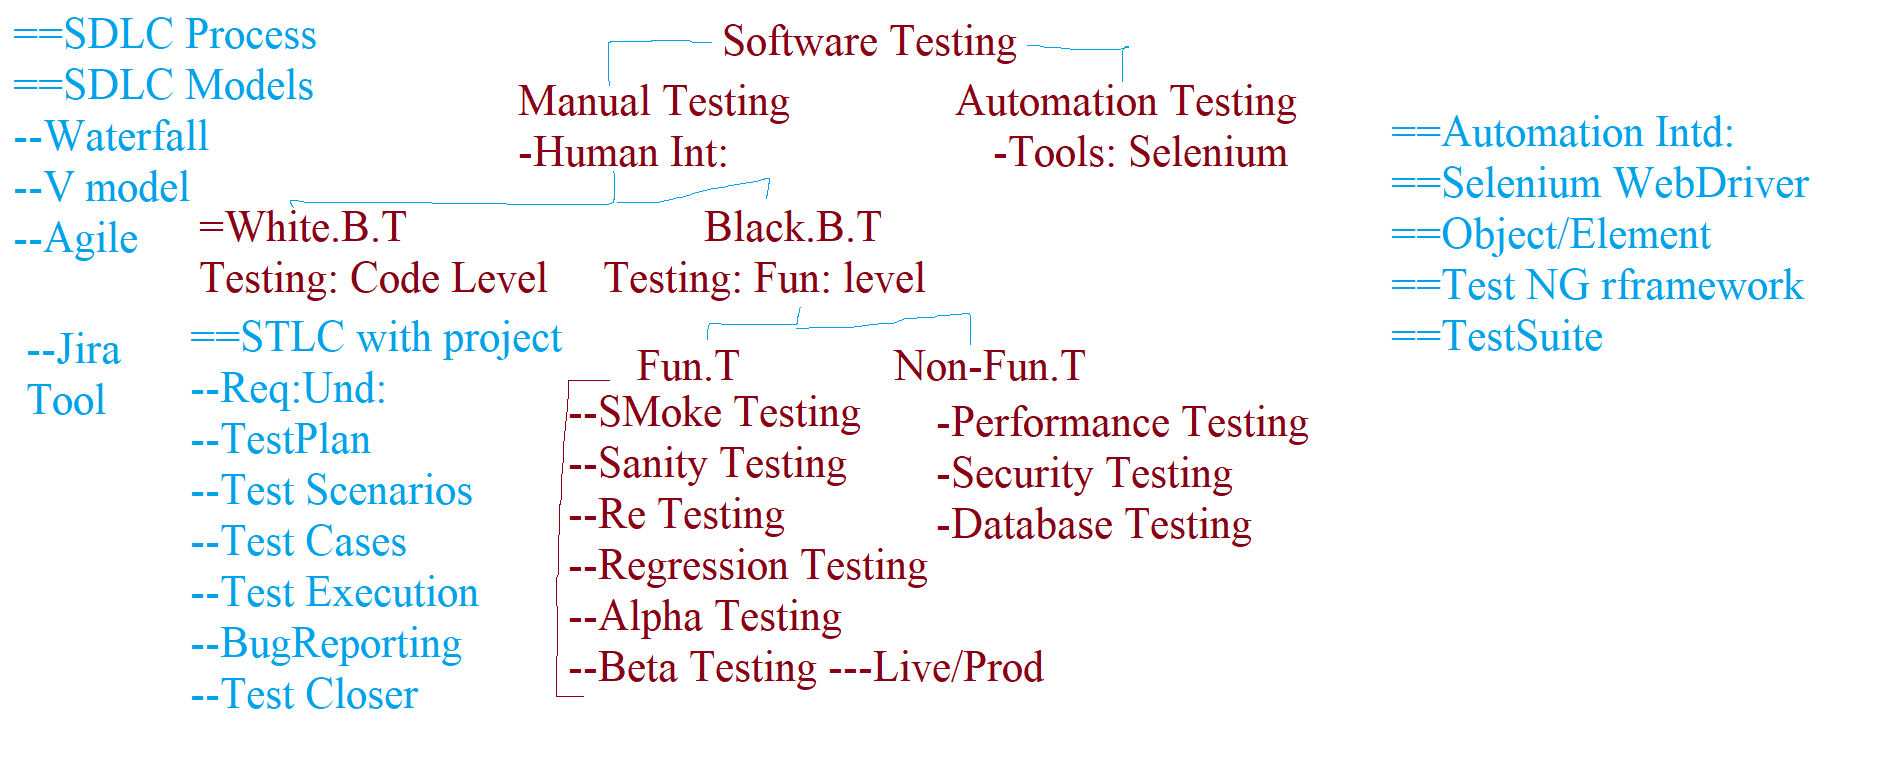 ==SDLC Process
==SDLC Models
--Waterfall
--V model
--Agile
--Jira
Tool
Software Testing
Manual Testing
-Human Int:
Automation Testing
-Tools: Selenium
=White.B.T
Testing: Code Level
Black.B.T
Testing: Fun: level
==STLC with project
--Req:Und:
--TestPlan
--Test Scenarios
--Test Cases
--Test Execution
--BugReporting
--Test Closer
Fun.T
--SMoke Testing
--Sanity Testing
--Re Testing
--Regression Testing
--Alpha Testing
--Beta Testing ---Live/Prod
Non-Fun.T
-Performance Testing
-Security Testing
-Database Testing
==Automation Intd:
==Selenium WebDriver
==Object/Element
==Test NG rframework
==TestSuite